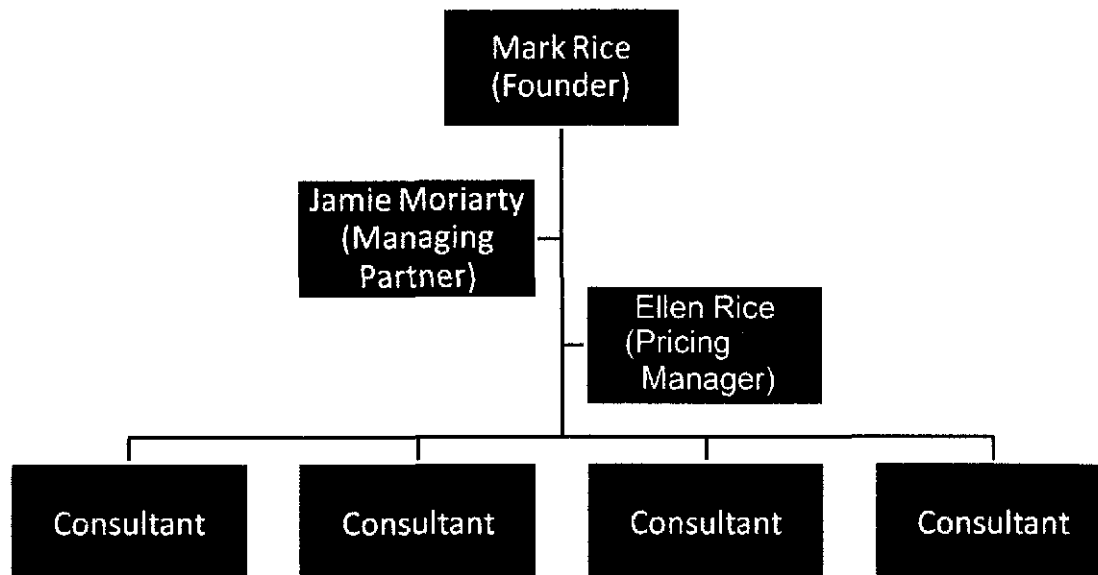 Mark Rice
(Founder)
Jamie Moriarty
(Managing
Partner)
Ellen Rice
(Pricing
Manager)
Consultant
Consultant
Consultant
Consultant